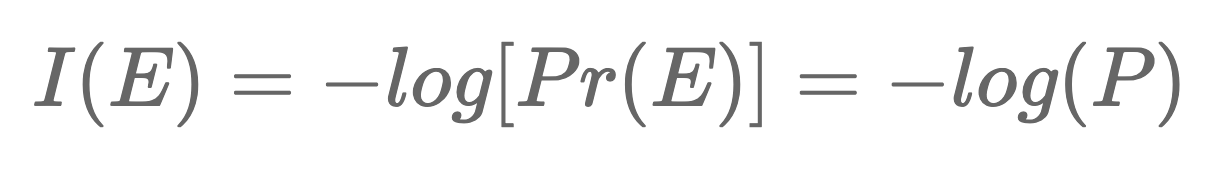 I(E) = −log[Pr(E)] = −log(P)